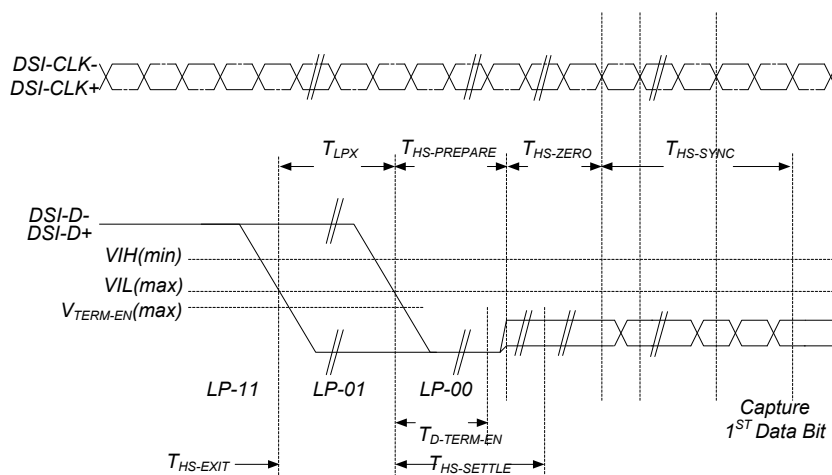 DSI-CLK-
DSI-CLK+
TLPX
THS-PREPARE
THS-ZERO
THS-SYNC
DSI-D-
DSI-D+
VIH(min)
VIL(max)
VTERM-EN(max)
LP-11
LP-01
LP-00
Capture
1ST Data Bit
TD-TERM-EN
THS-EXIT
THS-SETTLE